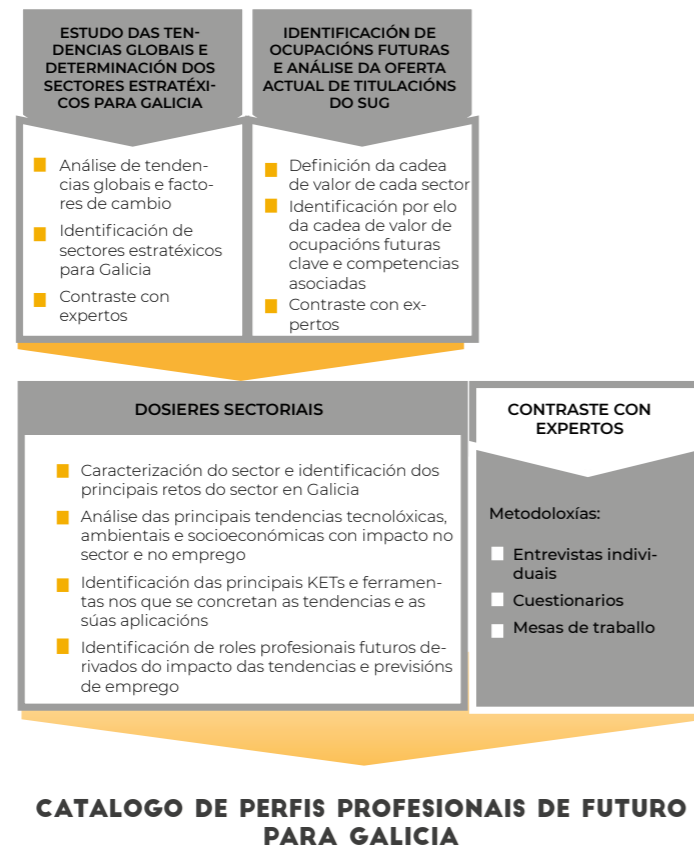 ESTUDO DAS TEN-
DENCIAS GLOBAIS E
DETERMINACIÓN DOS
SECTORES ESTRATÉXI-
COS PARA GALICIA
Análise de tenden-
cias globais e facto-
res de cambio
Identificación de
sectores estratéxicos
para Galicia
Contraste con
expertos
IDENTIFICACIÓN DE
OCUPACIÓNS FUTURAS
E ANÁLISE DA OFERTA
ACTUAL DE TITULACIÓNS
DO SUG
Definición da cadea
de valor de cada sector
Identificación por elo
da cadea de valor de
ocupacións futuras
clave e competencias
asociadas
Contraste con ex-
pertos
DOSIERES SECTORIAIS
Caracterización do sector e identificación dos
principais retos do sector en Galicia
Análise das principais tendencias tecnolóxicas,
ambientais e socioeconómicas con impacto no
sector e no emprego
Identificación das principais KETs e ferramen-
tas nos que se concretan as tendencias e as
súas aplicacións
Identificación de roles profesionais futuros de-
rivados do impacto das tendencias e previsións
de emprego
CONTRASTE CON
EXPERTOS
Metodoloxías:
Entrevistas indivi-
duais
Cuestionarios
Mesas de traballo
CATALOGO DE PERFIS PROFESIONAIS DE FUTURO
PARA GALICIA